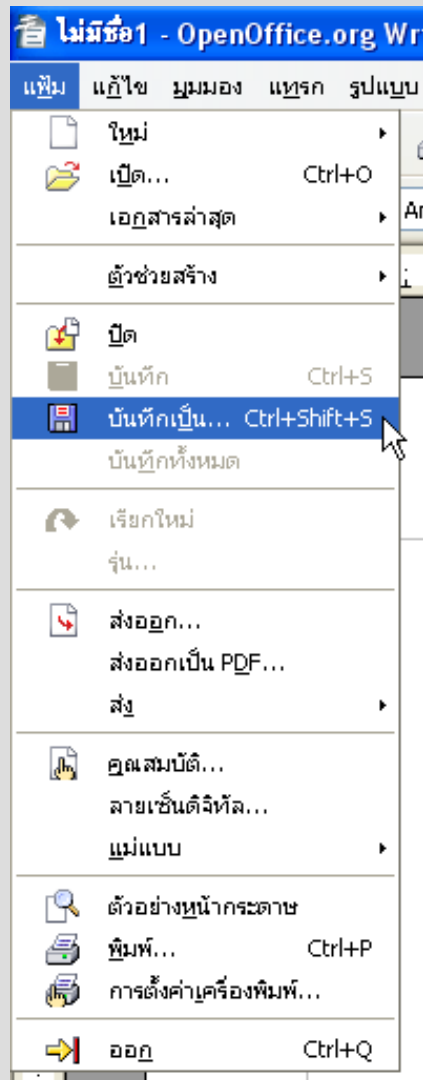 ไม่มีชื่อ1 - OpenOffice.org Wr
แฟ้ม แก้ไข มุมมอง แทรก รูปแบบ
ใหม่
เปิด... Ctrl+O
เอกสารล่าสุด
ตัวช่วยสร้าง
ปิด
บันทึก Ctrl+S
บันทึกเป็น... Ctrl+Shift+S
บันทึกทั้งหมด
เรียกใหม่
รุ่น...
ส่งออก...
ส่งออกเป็น PDF...
ส่ง
คุณสมบัติ...
ลายเซ็นดิจิทัล...
แม่แบบ
ตัวอย่างหน้ากระดาษ
พิมพ์... Ctrl+P
การตั้งค่าเครื่องพิมพ์...
ออก Ctrl+Q